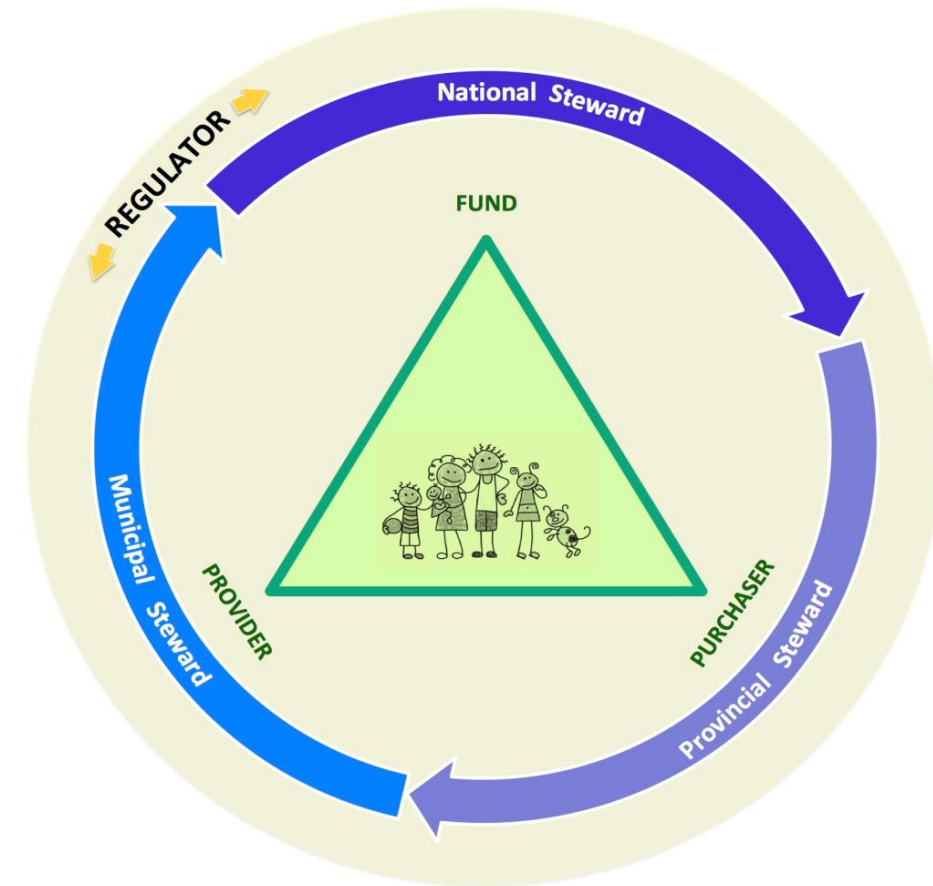 National Steward
REGULATOR
FUND
Municipal Steward
PROVIDER
PURCHASER
Provincial Steward